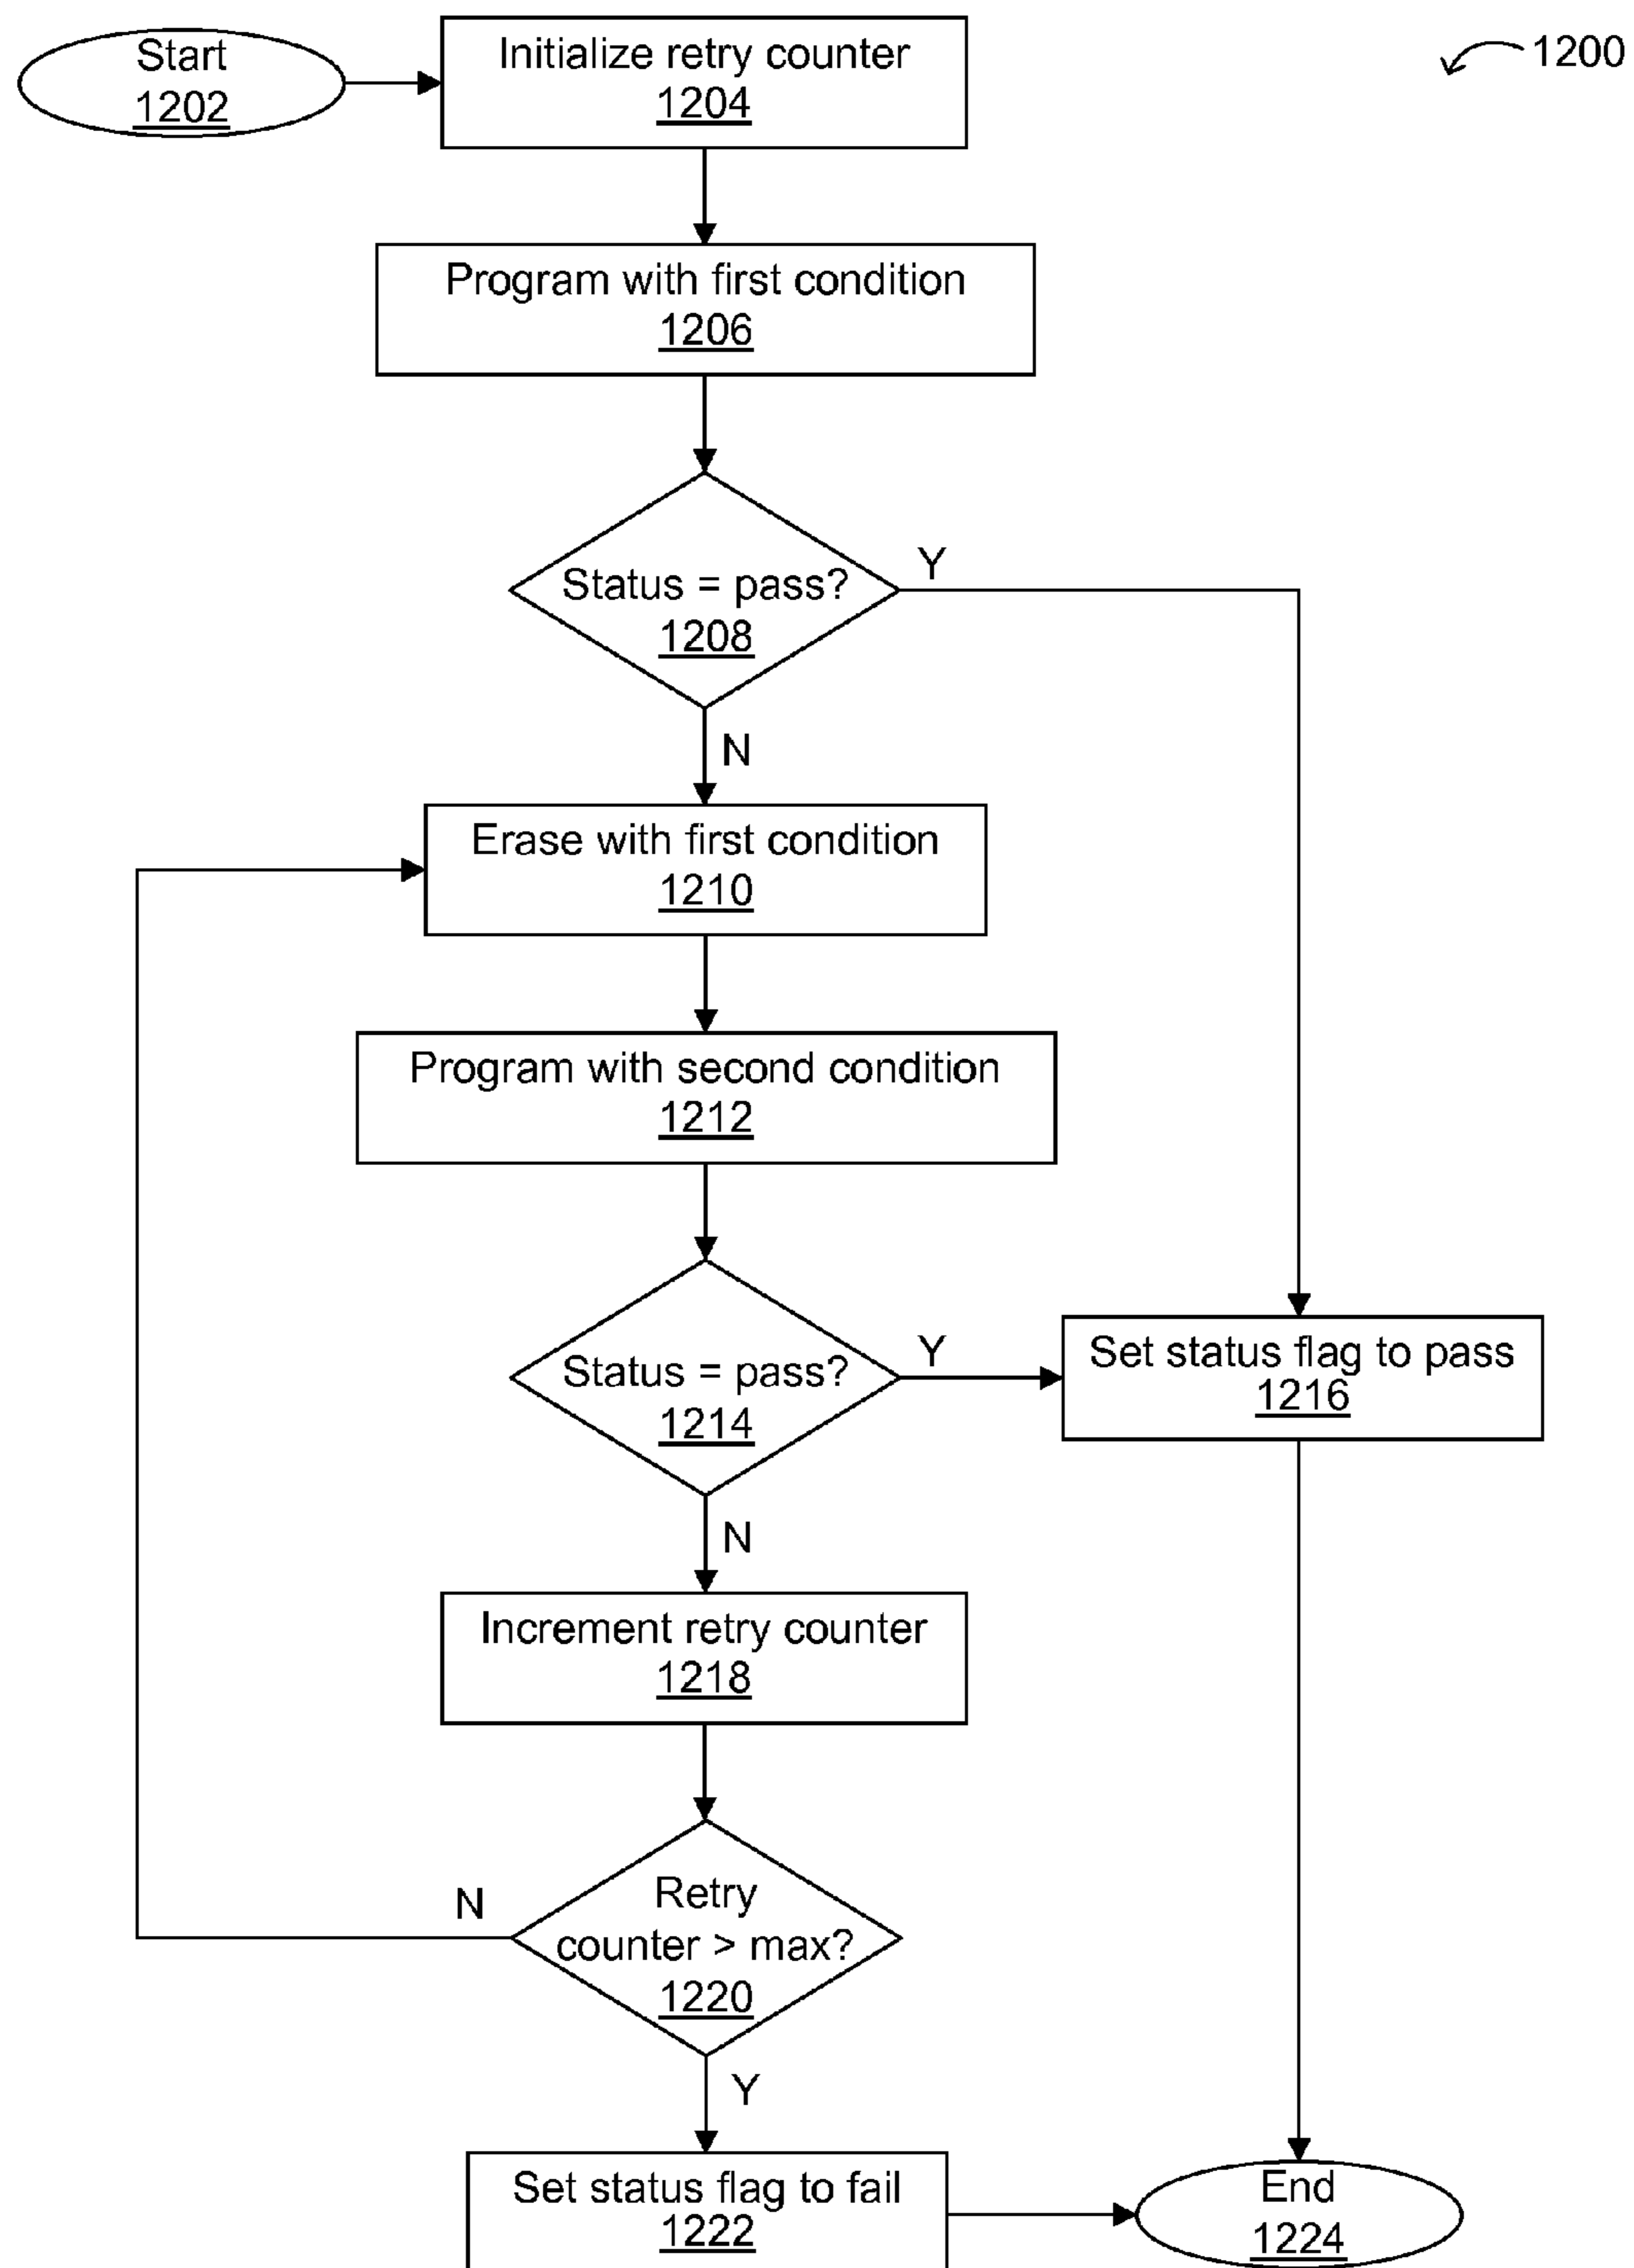 Start
1202
Initialize retry counter
1204
1200
Program with first condition
1206
Status = pass?
1208
Y
N
Erase with first condition
1210
Program with second condition
1212
Status = pass?
1214
Y
Set status flag to pass
1216
N
Increment retry counter
1218
Retry
counter > max?
1220
N
Y
Set status flag to fail
1222
End
1224